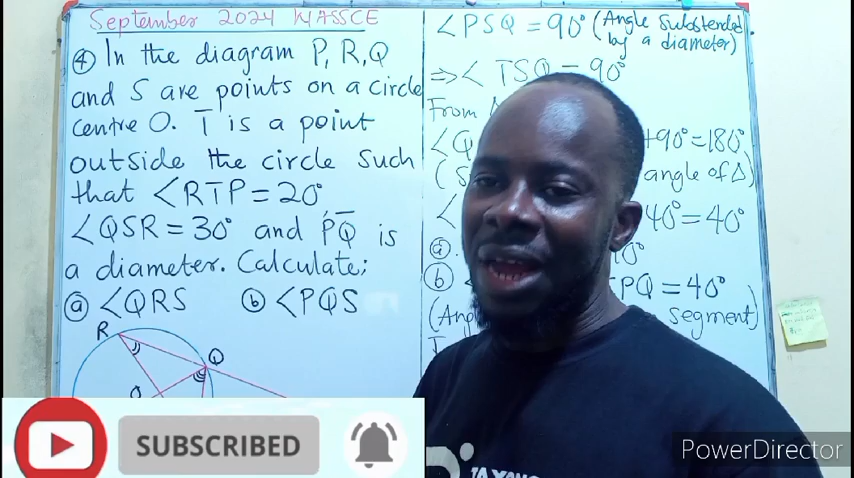 September 2024 WASSCE
④ In the diagram P, R, Q
and S are points on a circle
centre O. T is a point
outside the circle such
that <RTP = 20°
<QSR = 30° and PQ is
a diameter. Calculate;
ⓐ <QRS ⓑ <PQS
R
Q
<PSQ = 90° (Angle Substended
by a diameter)
=> < TSQ = 90°
From
+90°=180°
angle of Δ)
40° = 40°
ⓐ
ⓑ
PQ = 40°
segment)
SUBSCRIBED
PowerDirector